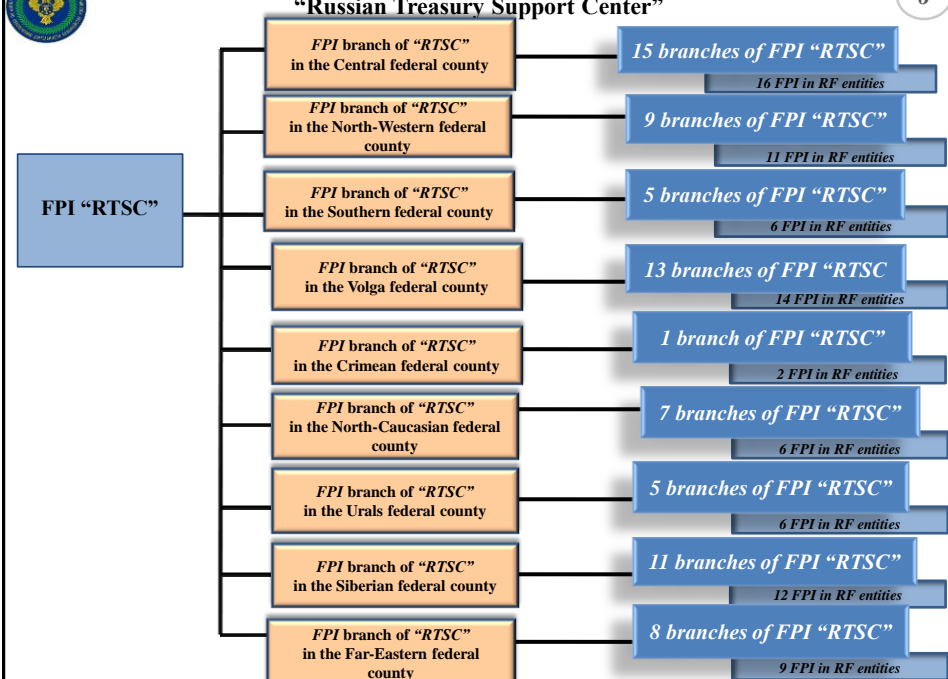 “Russian Treasury Support Center”
FPI “RTSC”
FPI branch of “RTSC”
in the Central federal county
15 branches of FPI “RTSC”
16 FPI in RF entities
FPI branch of “RTSC”
in the North-Western federal
county
9 branches of FPI “RTSC”
11 FPI in RF entities
FPI branch of “RTSC”
in the Southern federal county
5 branches of FPI “RTSC”
6 FPI in RF entities
FPI branch of “RTSC”
in the Volga federal county
13 branches of FPI “RTSC
14 FPI in RF entities
FPI branch of “RTSC”
in the Crimean federal county
1 branch of FPI “RTSC”
2 FPI in RF entities
FPI branch of “RTSC”
in the North-Caucasian federal
county
7 branches of FPI “RTSC”
6 FPI in RF entities
FPI branch of “RTSC”
in the Urals federal county
5 branches of FPI “RTSC”
6 FPI in RF entities
FPI branch of “RTSC”
in the Siberian federal county
11 branches of FPI “RTSC”
12 FPI in RF entities
FPI branch of “RTSC”
in the Far-Eastern federal
county
8 branches of FPI “RTSC”
9 FPI in RF entities